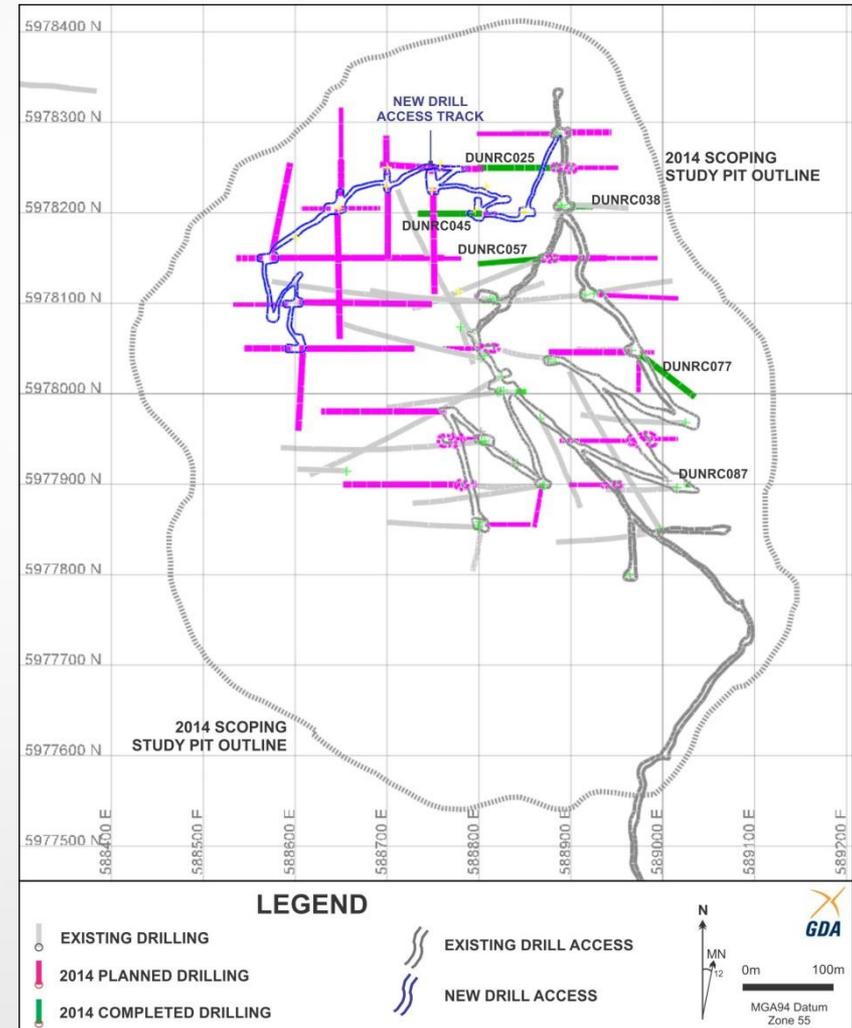 5978400 N
5978300 N
NEW DRILL
ACCESS TRACK
DUNRC025
2014 SCOPING
STUDY PIT OUTLINE
5978200 N
DUNRC038
DUNRC045
DUNRC057
5978100 N
DUNRC077
5978000 N
5977900 N
DUNRC087
5977800 N
5977700 N
2014 SCOPING
STUDY PIT OUTLINE
5977600 N
5977500 N
588400 E
588500 E
588600 E
588700 E
588800 E
588900 E
589000 E
589100 E
589200 E
LEGEND
EXISTING DRILLING
2014 PLANNED DRILLING
2014 COMPLETED DRILLING
EXISTING DRILL ACCESS
NEW DRILL ACCESS
N
MN
12
GDA
0m 100m
MGA94 Datum
Zone 55